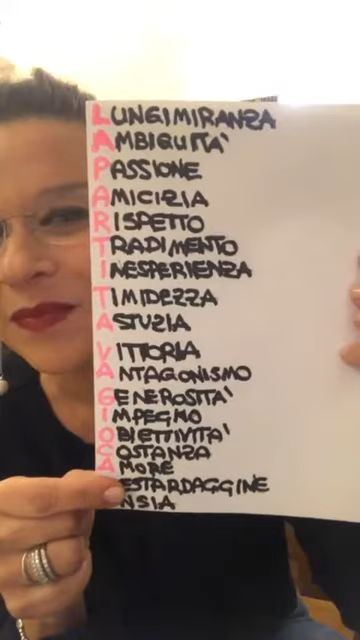 LUNGIMIRANZA
AMBIGUITA'
PASSIONE
AMICIZIA
RISPETTO
TRADIMENTO
INESPERIENZA
TIMIDEZZA
ASTUZIA
VITTORIA
ANTAGONISMO
GENEROSITA'
IMPEGNO
OBIETTIVITA'
COSTANZA
AMORE
ESTARDAGGINE
NSIA